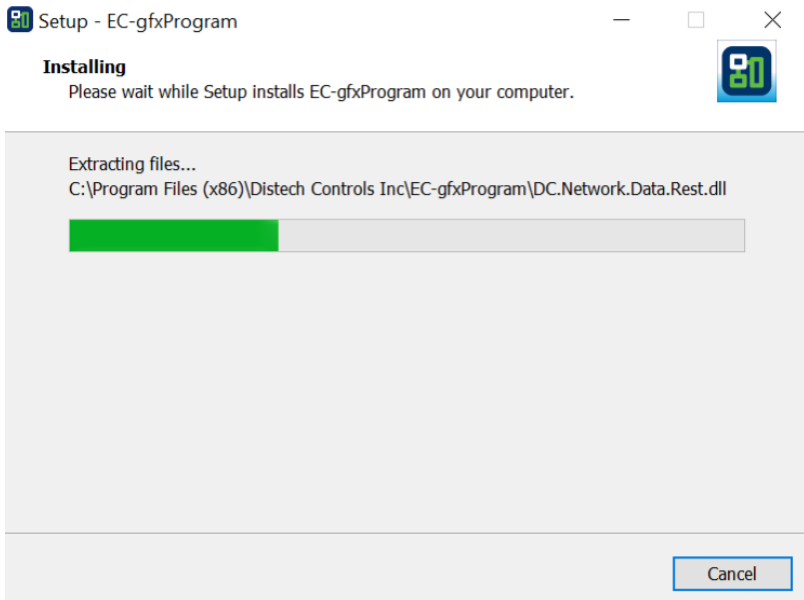 Setup - EC-gfxProgram
Installing
Please wait while Setup installs EC-gfxProgram on your computer.
Extracting files...
C:\Program Files (x86)\Distech Controls Inc\EC-gfxProgram\DC.Network.Data.Rest.dll
Cancel